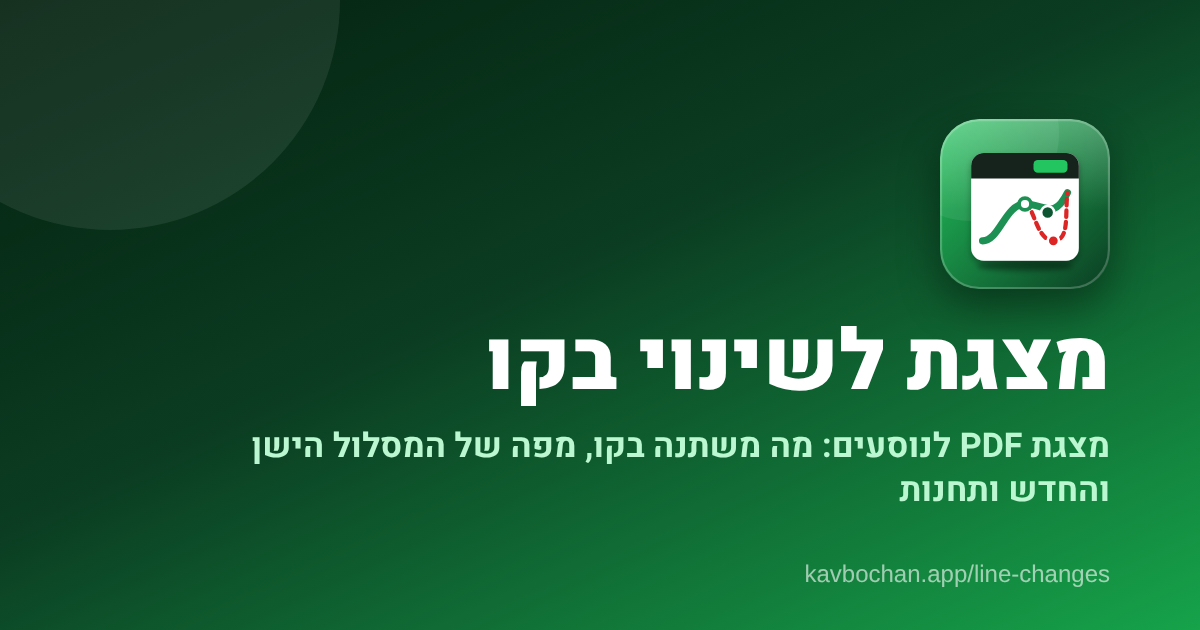 מצגת לשינוי בקו
מצגת PDF לנוסעים: מה משתנה בקו, מפה של המסלול הישן
והחדש ותחנות
kavbochan.app/line-changes